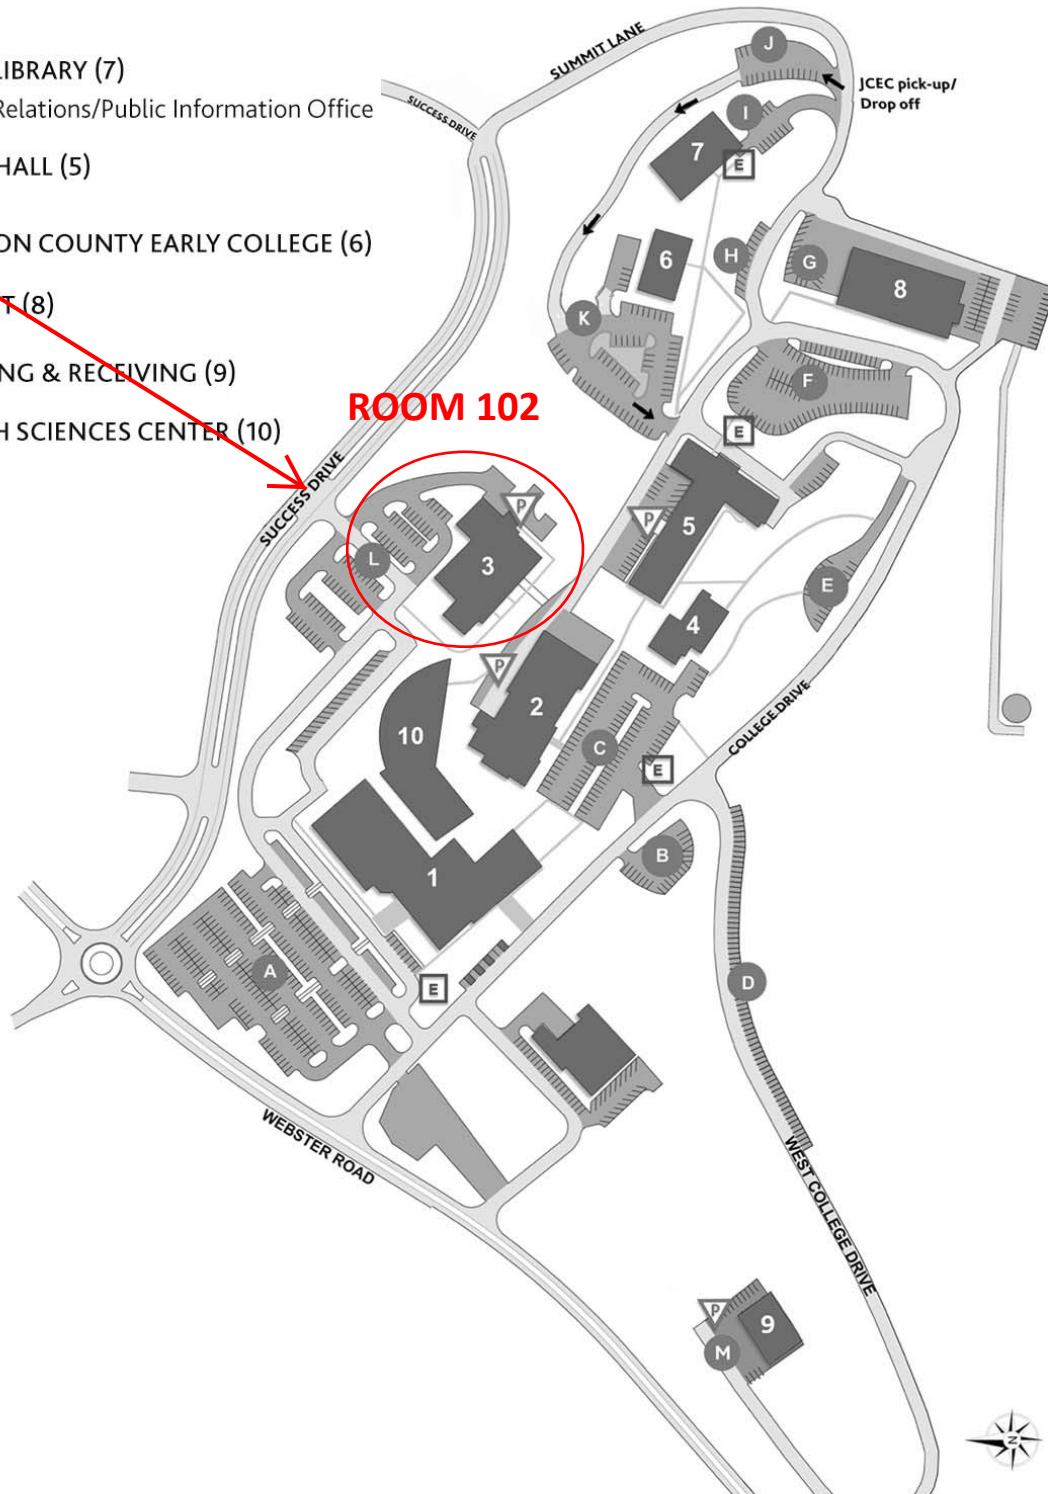 LIBRARY (7)
Relations/Public Information Office
HALL (5)
ON COUNTY EARLY COLLEGE (6)
T (8)
NG & RECEIVING (9)
H SCIENCES CENTER (10)
SUMMIT LANE
J
JCEC pick-up/
Drop off
SUCCESS DRIVE
I
7
E
6
H
G
8
K
F
ROOM 102
E
SUCCESS DRIVE
P
P
5
L
3
E
4
P
2
10
C
COLLEGE DRIVE
E
B
1
A
E
D
WEBSTER ROAD
WEST COLLEGE DRIVE
P
9
M
N